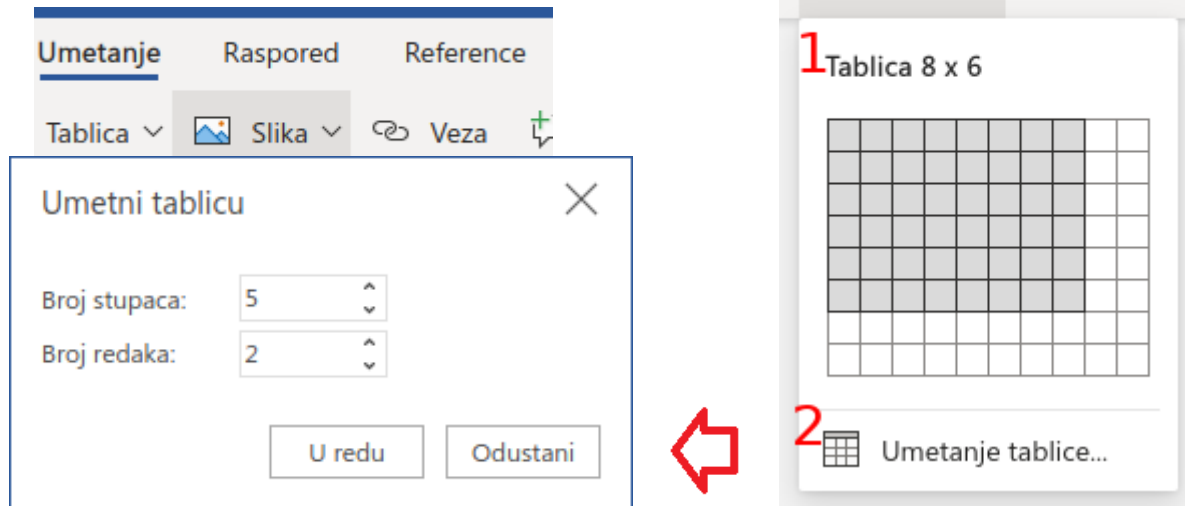 Umetanje Raspored Reference
Tablica Slika Veza
Umetni tablicu
Broj stupaca: 5
Broj redaka: 2
U redu Odustani
1 Tablica 8 x 6
2 Umetanje tablice...